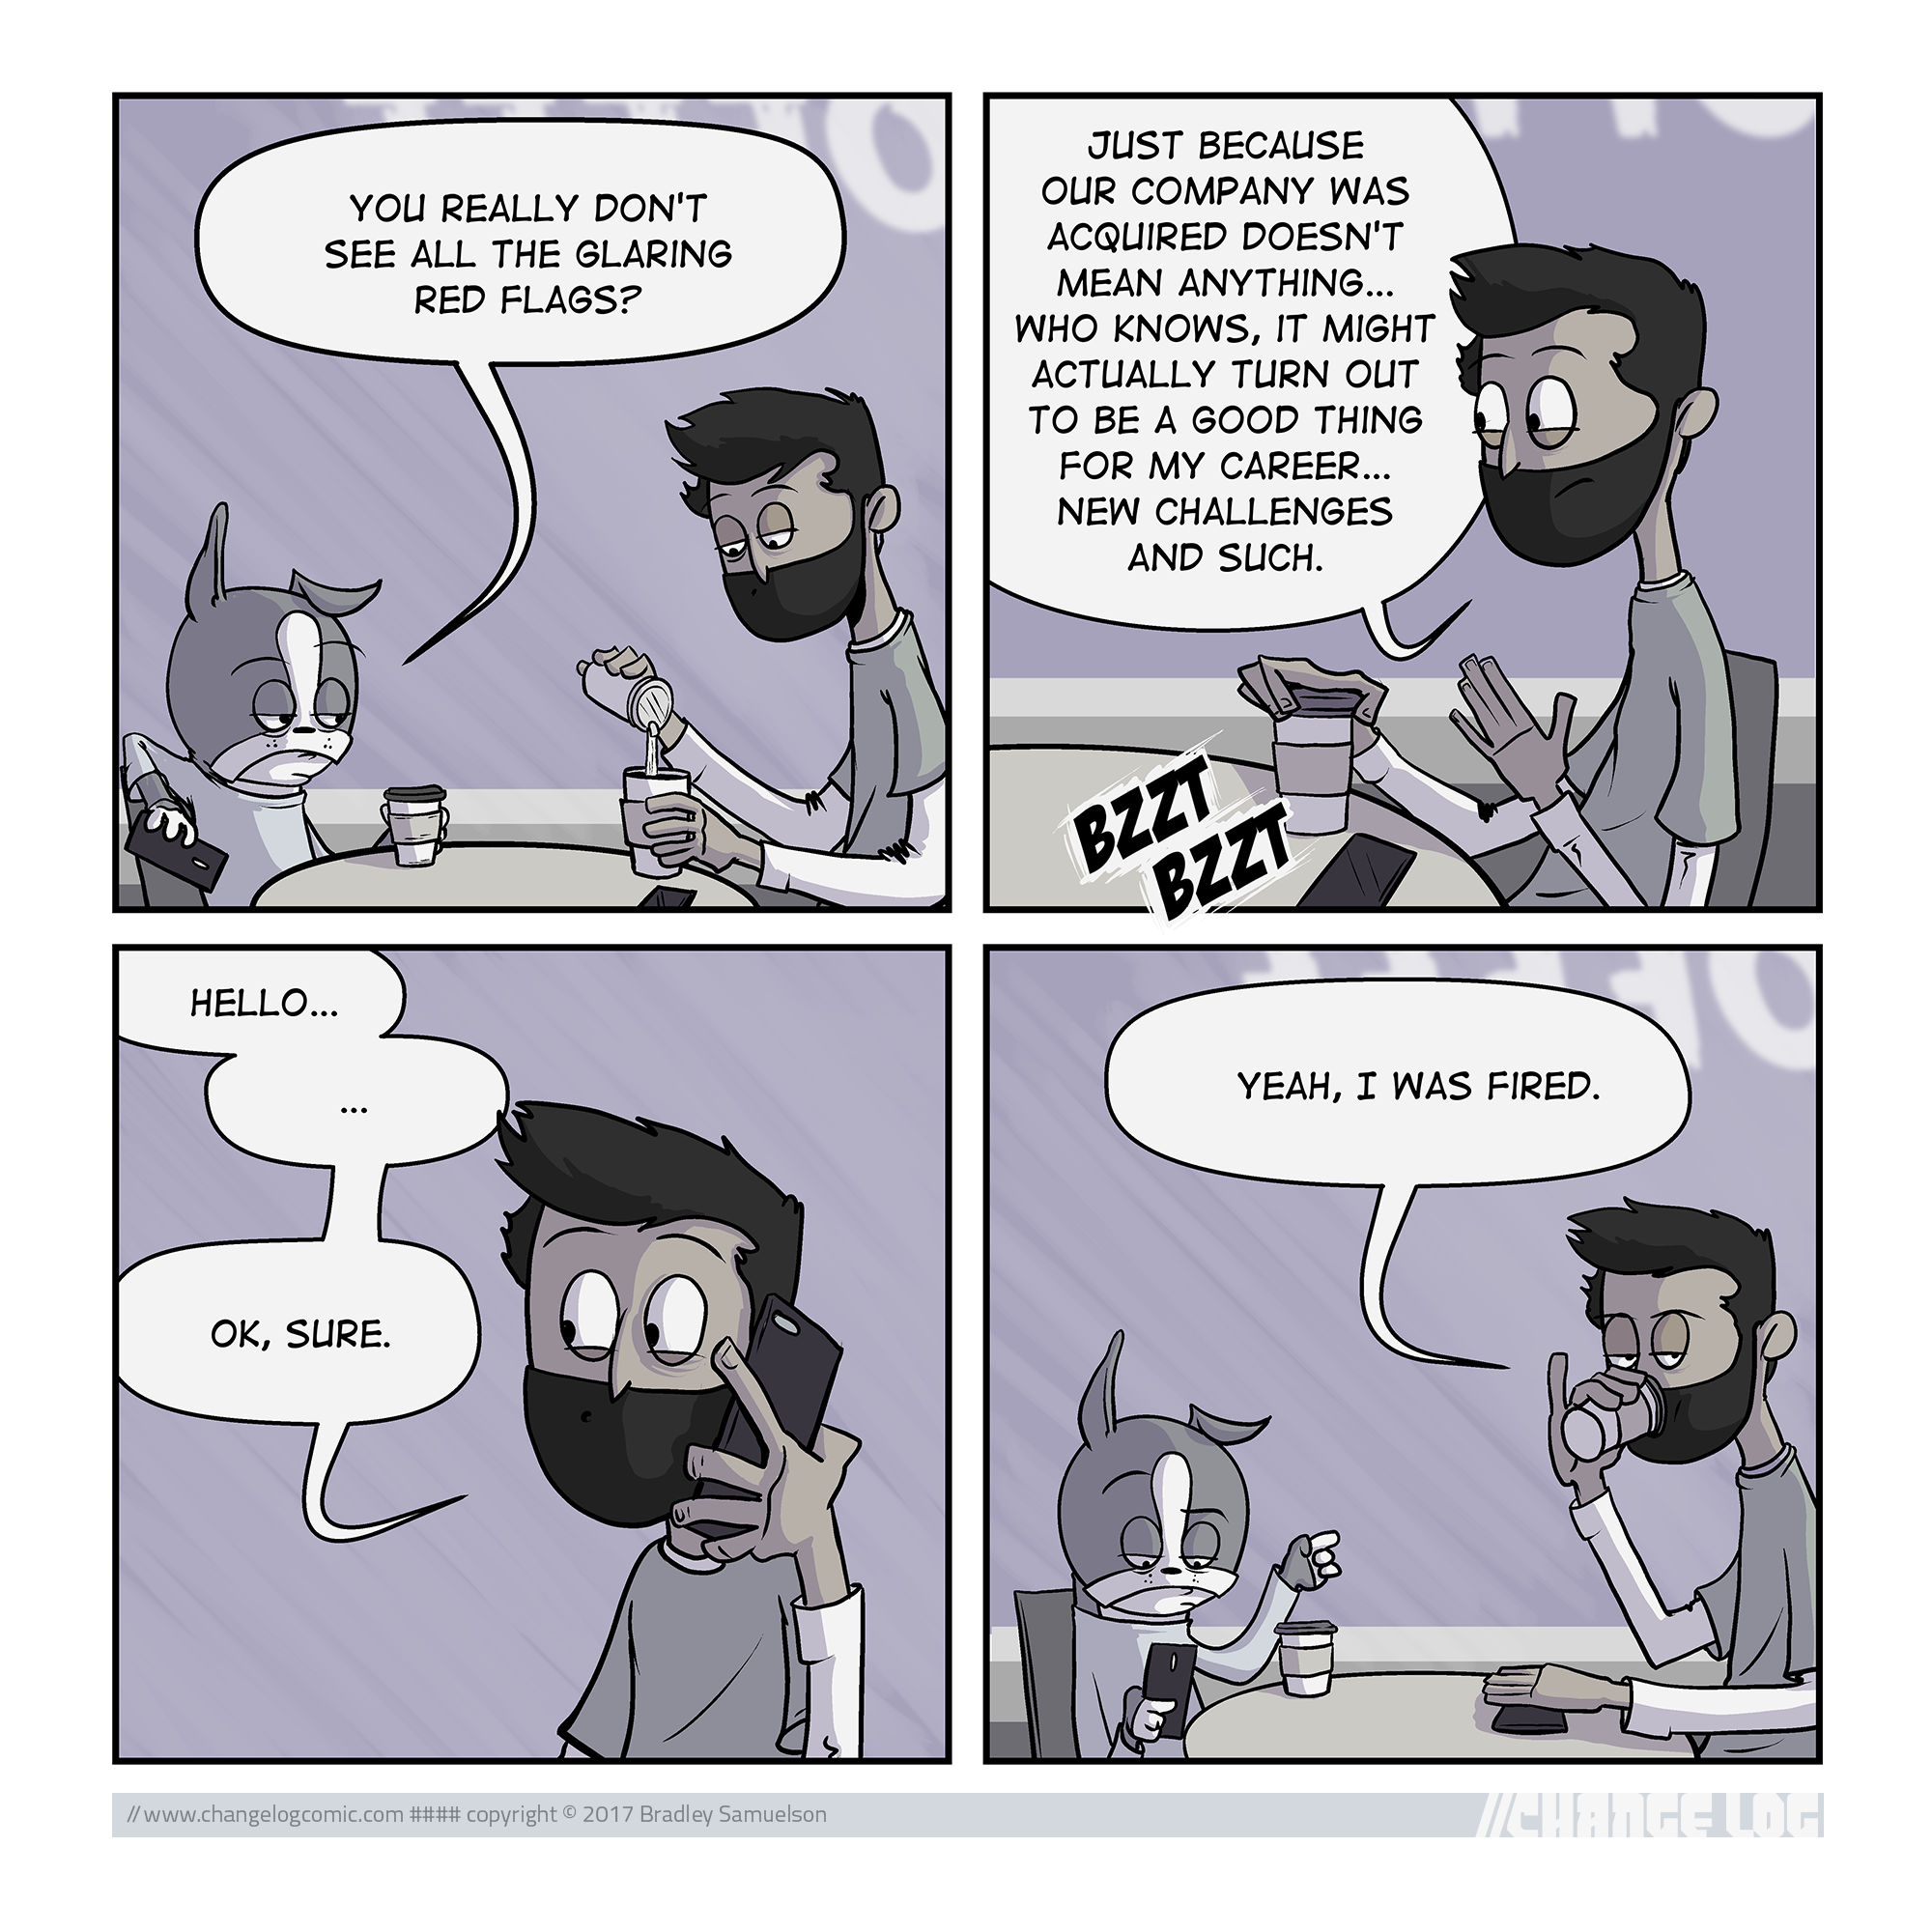 YOU REALLY DON'T
SEE ALL THE GLARING
RED FLAGS?
JUST BECAUSE
OUR COMPANY WAS
ACQUIRED DOESN'T
MEAN ANYTHING...
WHO KNOWS, IT MIGHT
ACTUALLY TURN OUT
TO BE A GOOD THING
FOR MY CAREER...
NEW CHALLENGES
AND SUCH.
BZZT
BZZT
HELLO...
...
OK, SURE.
YEAH, I WAS FIRED.
// www.changelogcomic.com #### copyright © 2017 Bradley Samuelson
//CHANGE LOG